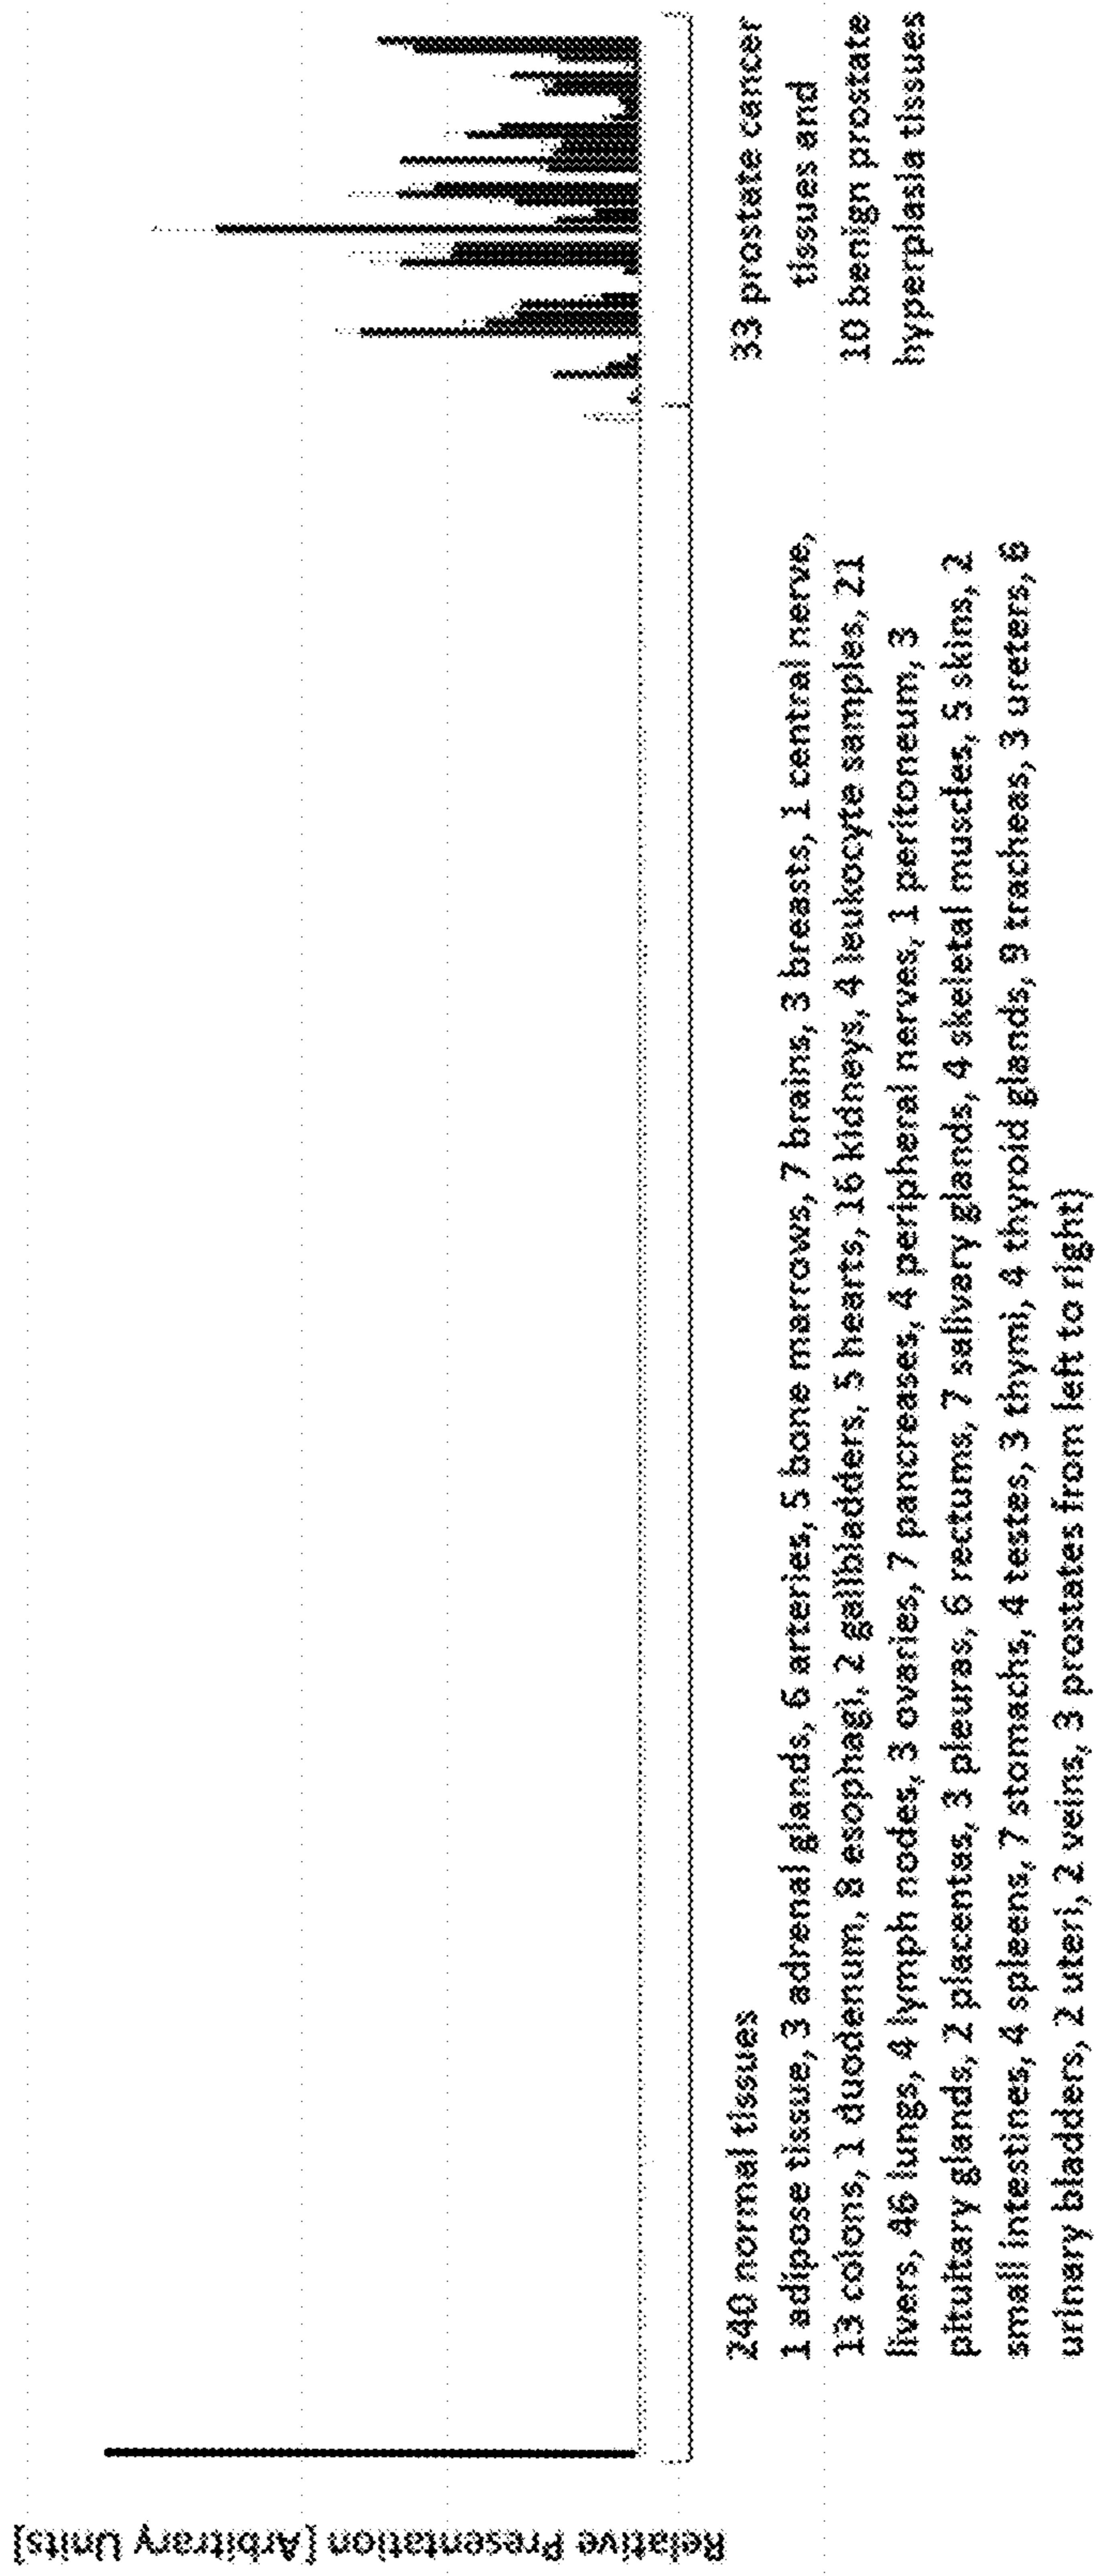 Relative Presentation [Arbitrary Units]
240 normal tissues
1 adipose tissue, 3 adrenal glands, 6 arteries, 5 bone marrows, 7 brains, 3 breasts, 1 central nerve,
13 colons, 1 duodenum, 8 esophagi, 2 gallbladders, 5 hearts, 16 kidneys, 4 leukocyte samples, 21
livers, 46 lungs, 4 lymph nodes, 3 ovaries, 7 pancreases, 4 peripheral nerves, 1 peritoneum, 3
pituitary glands, 2 placentas, 3 pleuras, 6 rectums, 7 salivary glands, 4 skeletal muscles, 5 skins, 2
small intestines, 4 spleens, 7 stomachs, 4 testes, 3 thymi, 4 thyroid glands, 9 tracheas, 3 ureters, 6
urinary bladders, 2 uteri, 2 veins, 3 prostates from left to right)
33 prostate cancer
tissues and
10 benign prostate
hyperplasia tissues